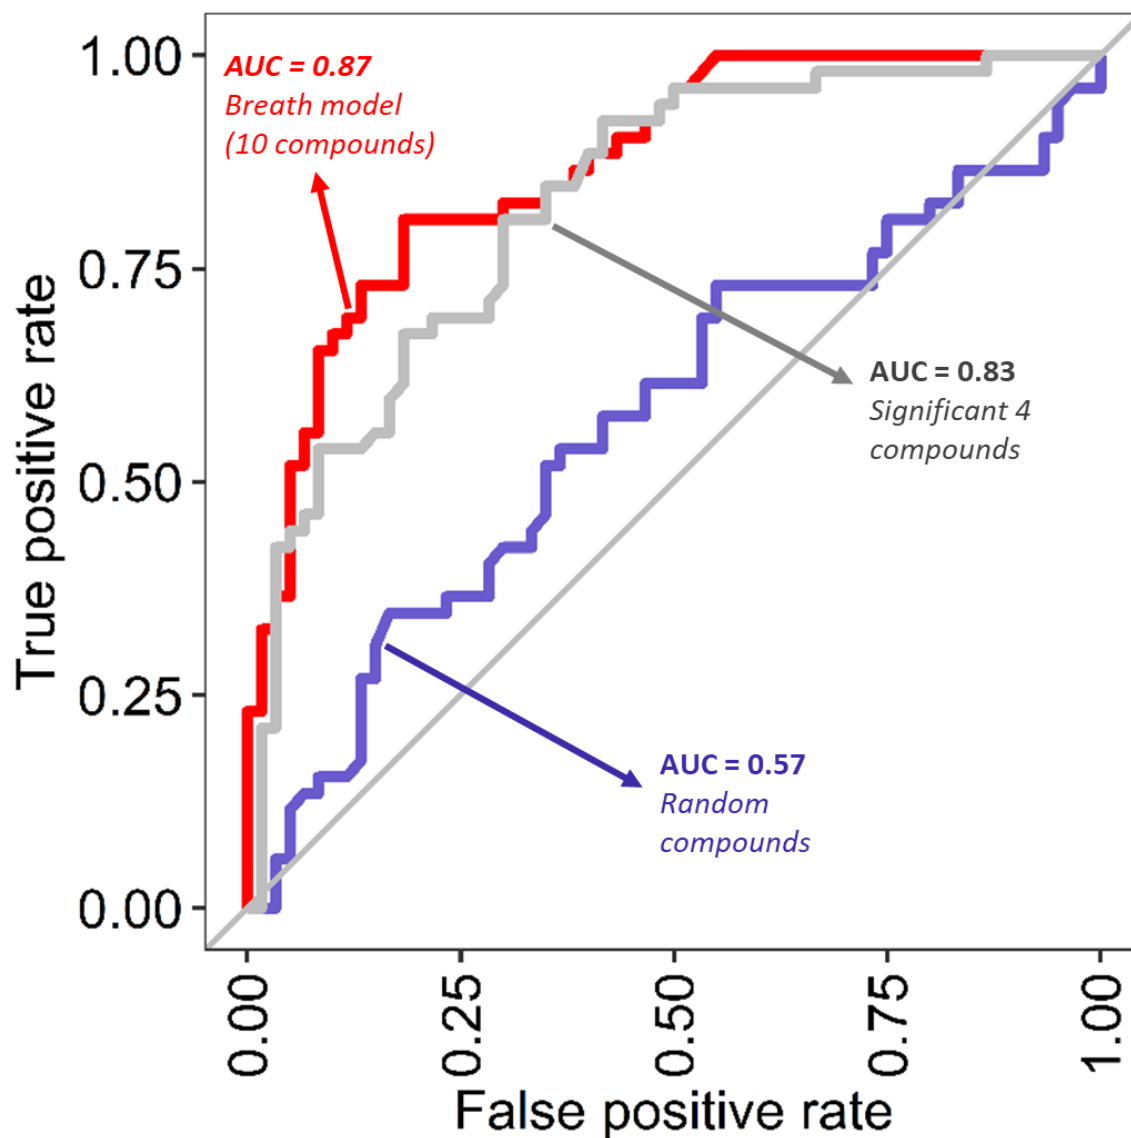 AUC = 0.87
Breath model
(10 compounds)
AUC = 0.83
Significant 4
compounds
AUC = 0.57
Random
compounds
True positive rate
1.00
0.75
0.50
0.25
0.00
0.00
0.25
0.50
0.75
1.00
False positive rate